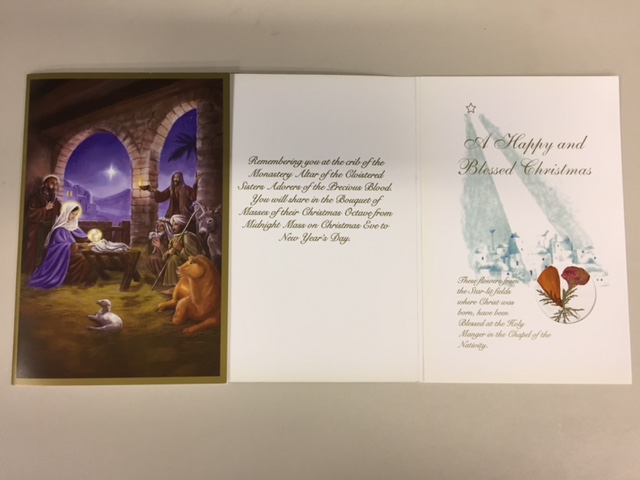 Remembering you at the crib of the
Monastery Altar of the Cloistered
Sisters Adorers of the Precious Blood.
You will share in the Bouquet of
Masses of their Christmas Octave from
Midnight Mass on Christmas Eve to
New Year's Day.
A Happy and
Blessed Christmas
These flowers from
the Star-lit fields
where Christ was
born, have been
Blessed at the Holy
Manger in the Chapel of the
Nativity.